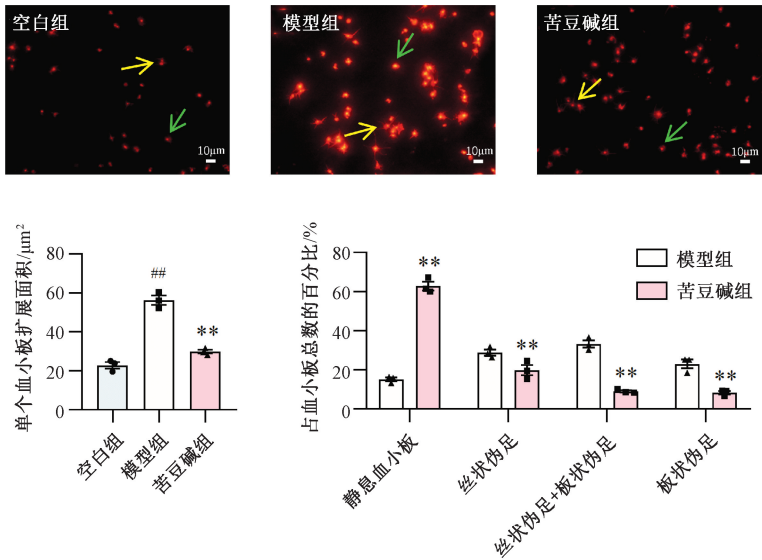 空白组
模型组
苦豆碱组
10μm
10μm
10μm
单个血小板扩展面积/μm²
80
60
40
20
0
##
**
空白组
模型组
苦豆碱组
占血小板总数的百分比/%
80
60
40
20
0
**
**
**
**
模型组
苦豆碱组
静息血小板
丝状伪足
丝状伪足+板状伪足
板状伪足